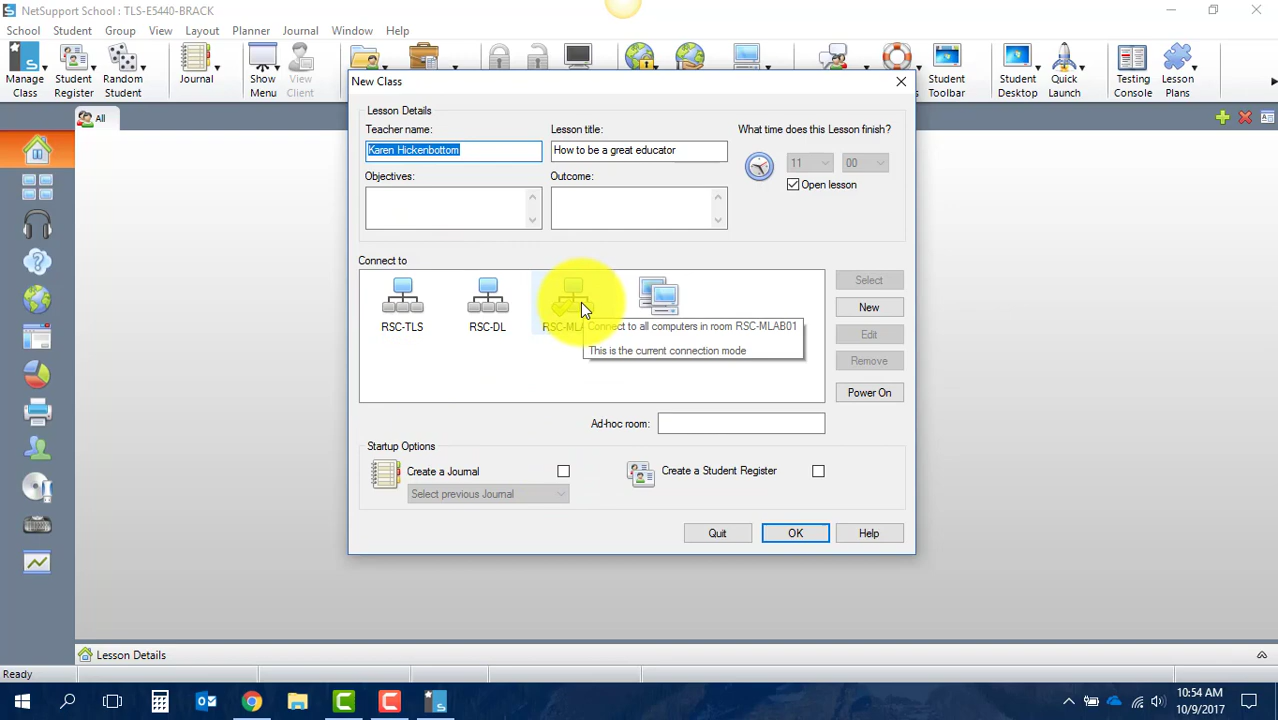 NetSupport School : TLS-E5440-BRACK
School Student Group View Layout Window Planner Journal Help
Manage Class
Student Register
Random Student
Journal
Show Menu
View Client
Student Toolbar
Student Desktop
Quick Launch
Testing Console
Lesson Plans
All
New Class
Lesson Details
Teacher name:
Karen Hickenbottom
Lesson title:
How to be a great educator
What time does this Lesson finish?
11 00
Open lesson
Objectives:
Outcome:
Connect to
RSC-TLS
RSC-DL
RSC-MLA
Connect to all computers in room RSC-MLAB01
This is the current connection mode
Select
New
Edit
Remove
Power On
Ad-hoc room:
Startup Options
Create a Journal
Select previous Journal
Create a Student Register
Quit
OK
Help
Lesson Details
Ready
10:54 AM
10/9/2017